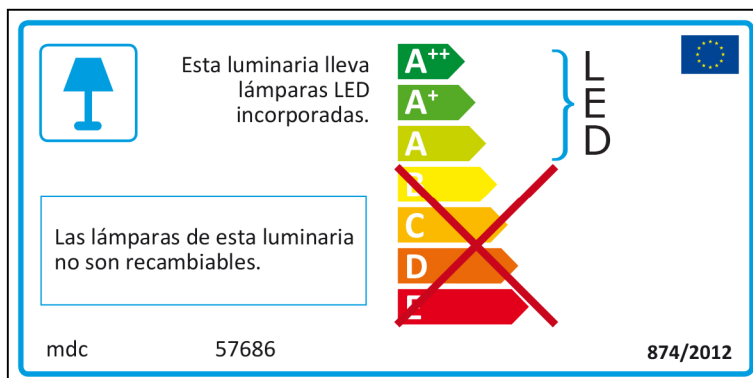 Esta luminaria lleva
lámparas LED
incorporadas.
A++
A+
A
B
C
D
E
L
E
D
Las lámparas de esta luminaria
no son recambiables.
mdc 57686
874/2012